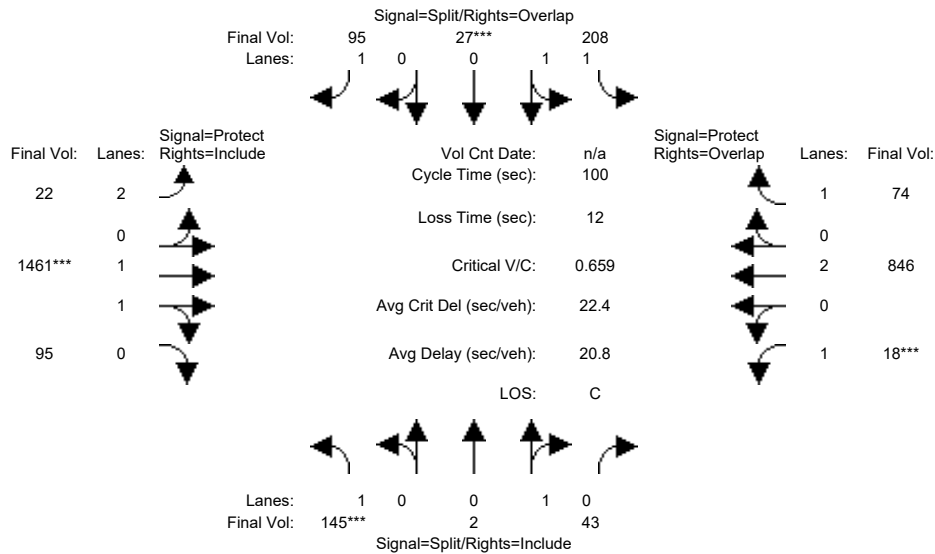 Signal=Split/Rights=Overlap
Final Vol: 95 27*** 208
Lanes: 1 0 0 1 1
Signal=Protect
Final Vol: Lanes: Rights=Include
Vol Cnt Date: n/a
Signal=Protect
Rights=Overlap Lanes: Final Vol:
Cycle Time (sec): 100
22 2
1 74
Loss Time (sec): 12
0
0
1461*** 1
Critical V/C: 0.659
2 846
1
Avg Crit Del (sec/veh): 22.4
0
95 0
Avg Delay (sec/veh): 20.8
1 18***
LOS: C
Lanes: 1 0 0 1 0
Final Vol: 145*** 2 43
Signal=Split/Rights=Include